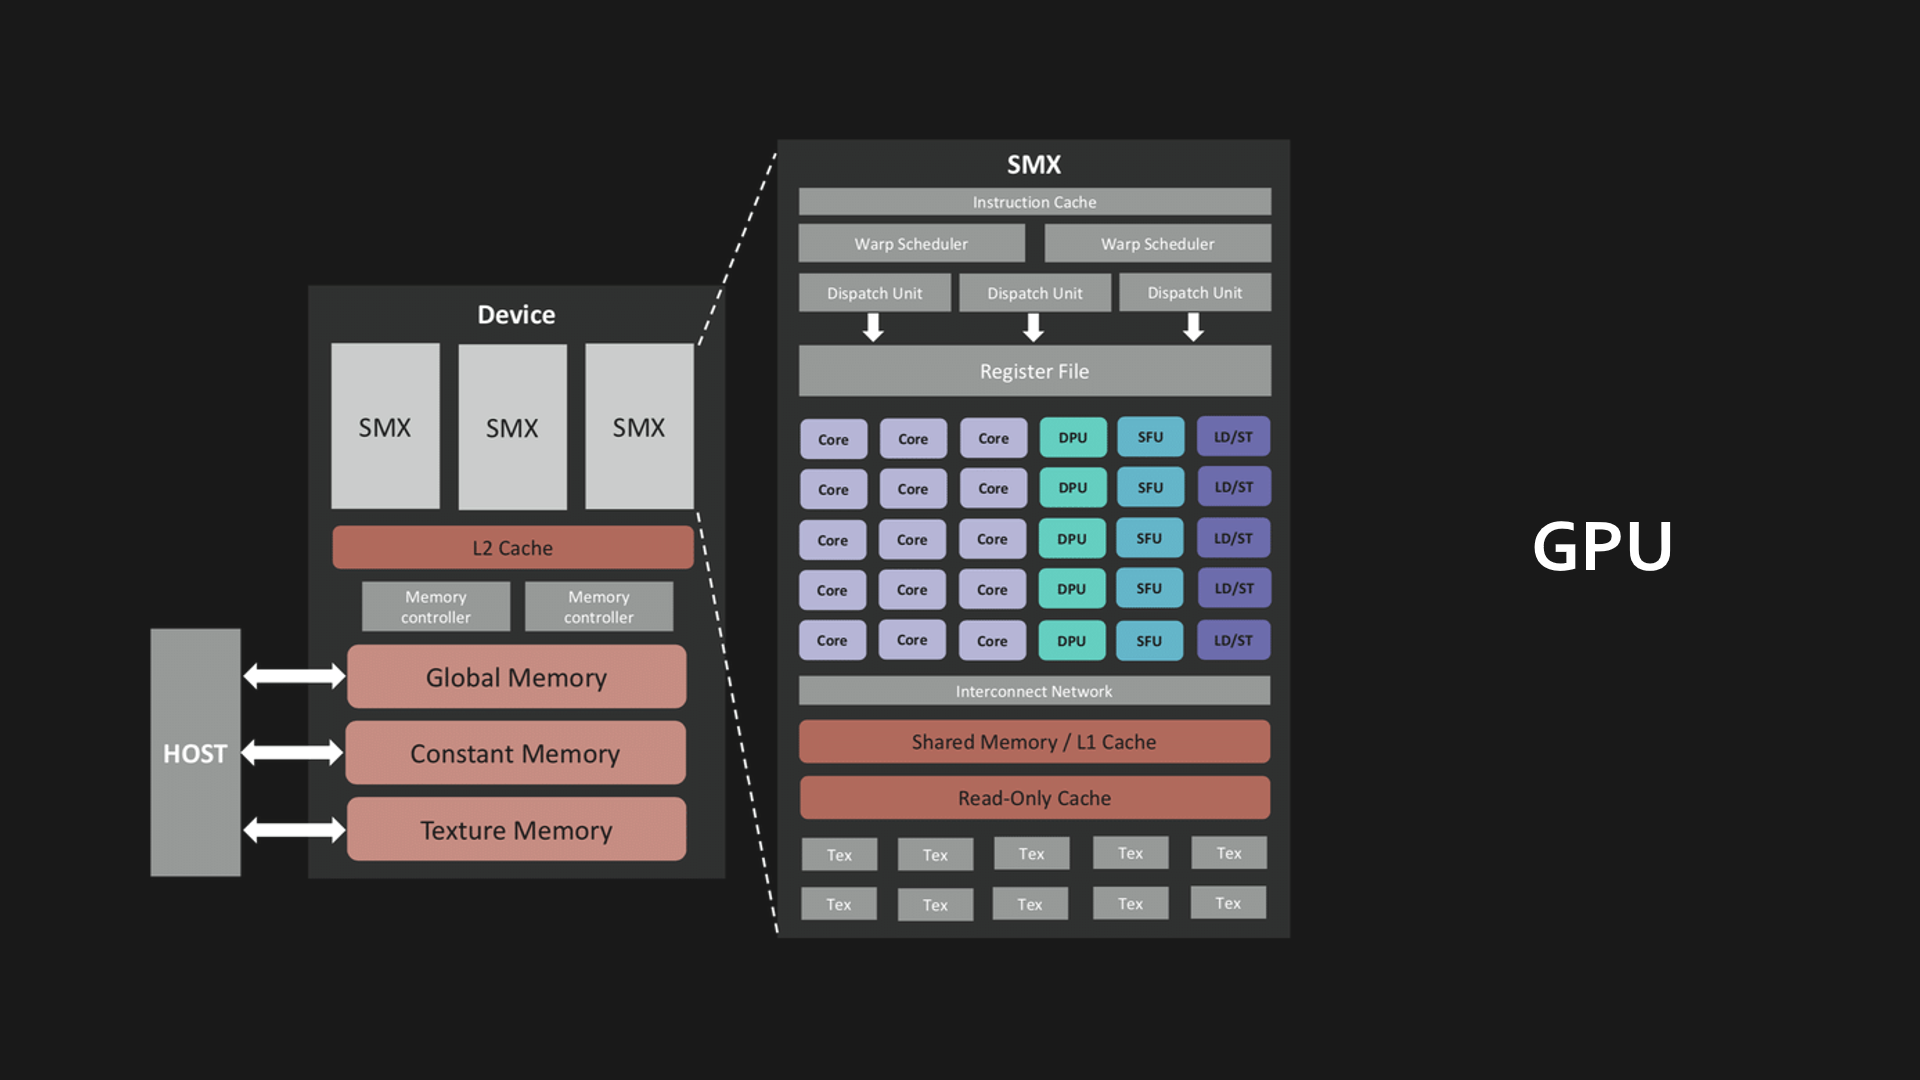 Device
SMX SMX SMX
L2 Cache
Memory controller
Memory controller
HOST
Global Memory
Constant Memory
Texture Memory
SMX
Instruction Cache
Warp Scheduler Warp Scheduler
Dispatch Unit Dispatch Unit Dispatch Unit
Register File
Core Core Core DPU SFU LD/ST
Core Core Core DPU SFU LD/ST
Core Core Core DPU SFU LD/ST
Core Core Core DPU SFU LD/ST
Core Core Core DPU SFU LD/ST
Interconnect Network
Shared Memory / L1 Cache
Read-Only Cache
Tex Tex Tex Tex Tex
Tex Tex Tex Tex Tex
GPU